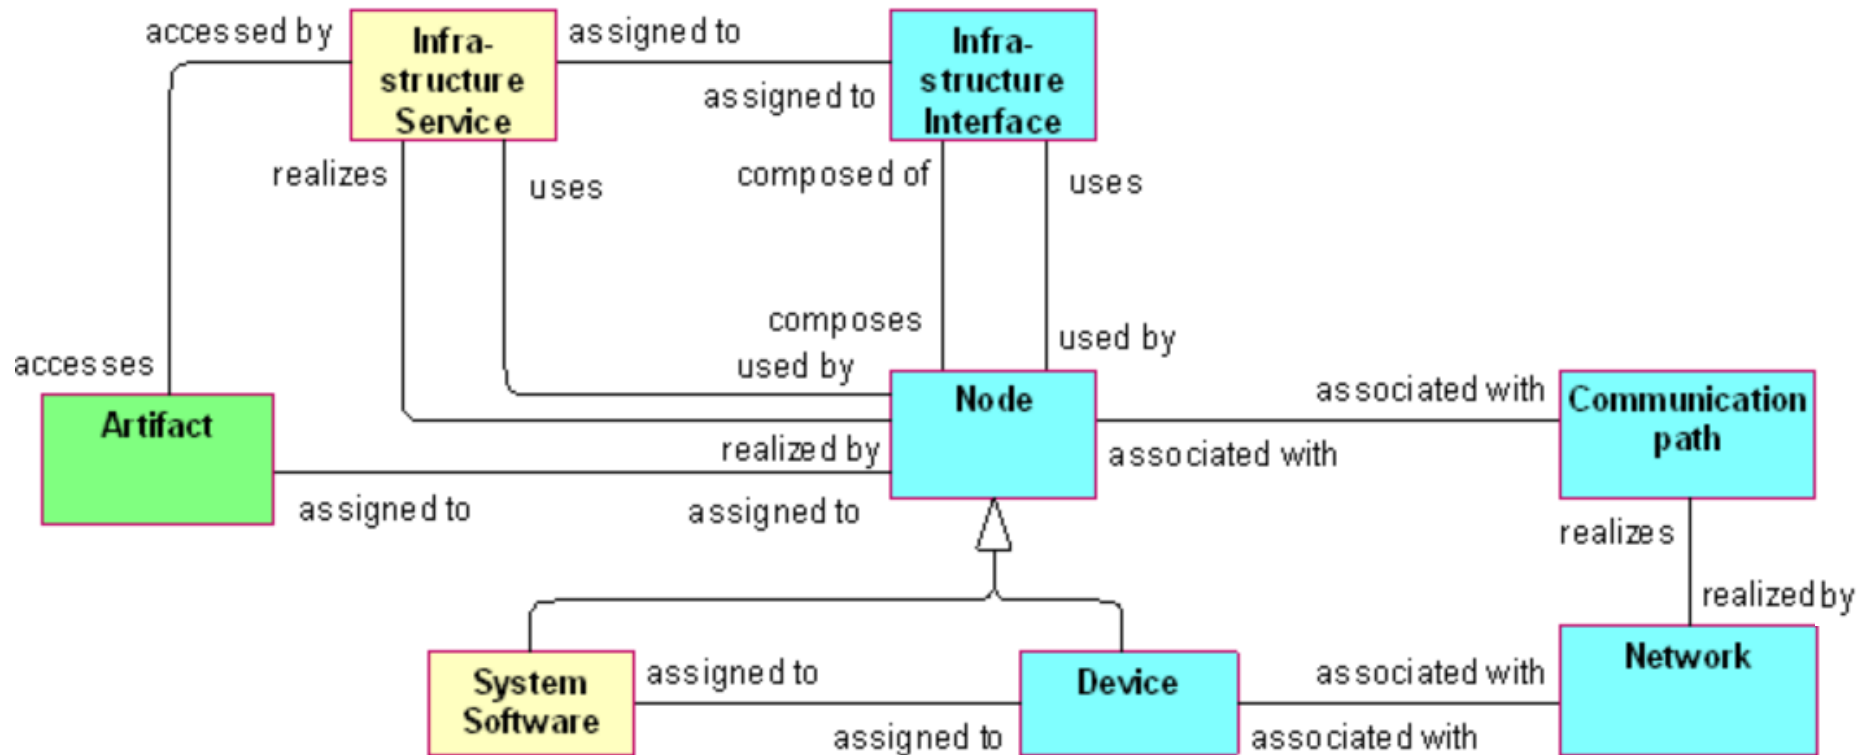 accessed by
Infra-
structure
Service
assigned to
assigned to
Infra-
structure
Interface
realizes
uses
composed of
uses
composes
used by
used by
accesses
Artifact
Node
associated with
Communication
path
realized by
associated with
assigned to
assigned to
realizes
realized by
System
Software
assigned to
assigned to
Device
associated with
associated with
Network